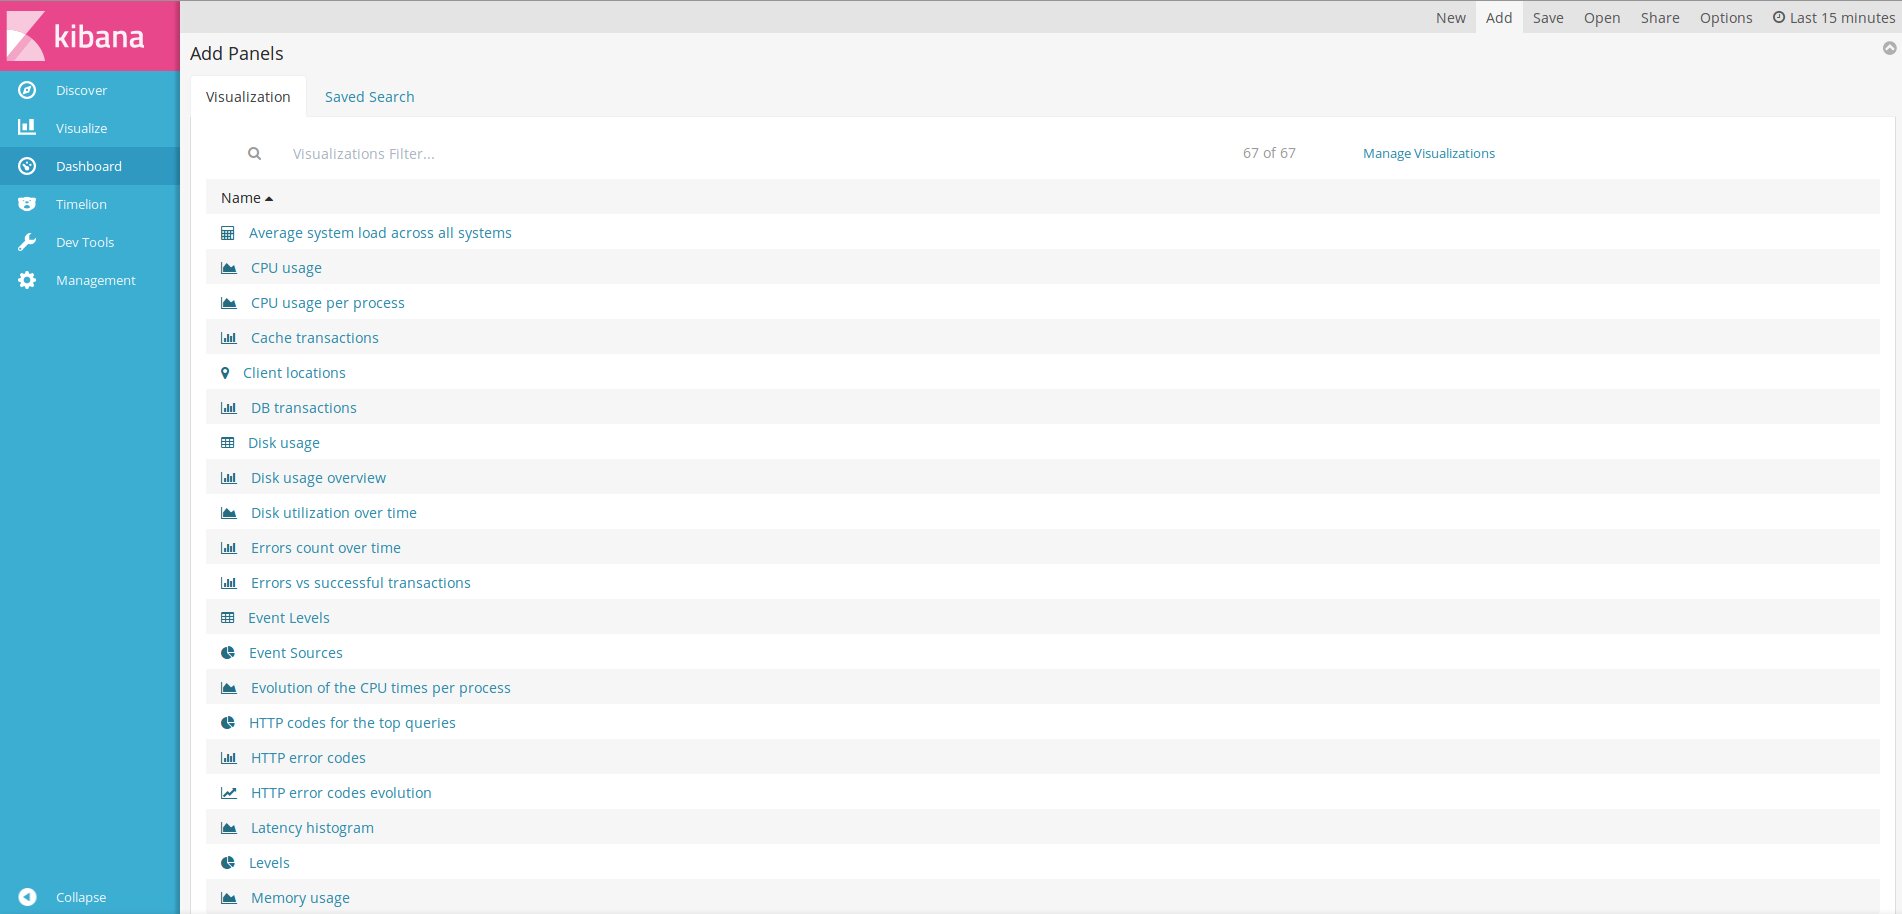 kibana
Discover
Visualize
Dashboard
Timelion
Dev Tools
Management
Collapse
New Add Save Open Share Options Last 15 minutes
Add Panels
Visualization Saved Search
Visualizations Filter... 67 of 67 Manage Visualizations
Name
Average system load across all systems
CPU usage
CPU usage per process
Cache transactions
Client locations
DB transactions
Disk usage
Disk usage overview
Disk utilization over time
Errors count over time
Errors vs successful transactions
Event Levels
Event Sources
Evolution of the CPU times per process
HTTP codes for the top queries
HTTP error codes
HTTP error codes evolution
Latency histogram
Levels
Memory usage